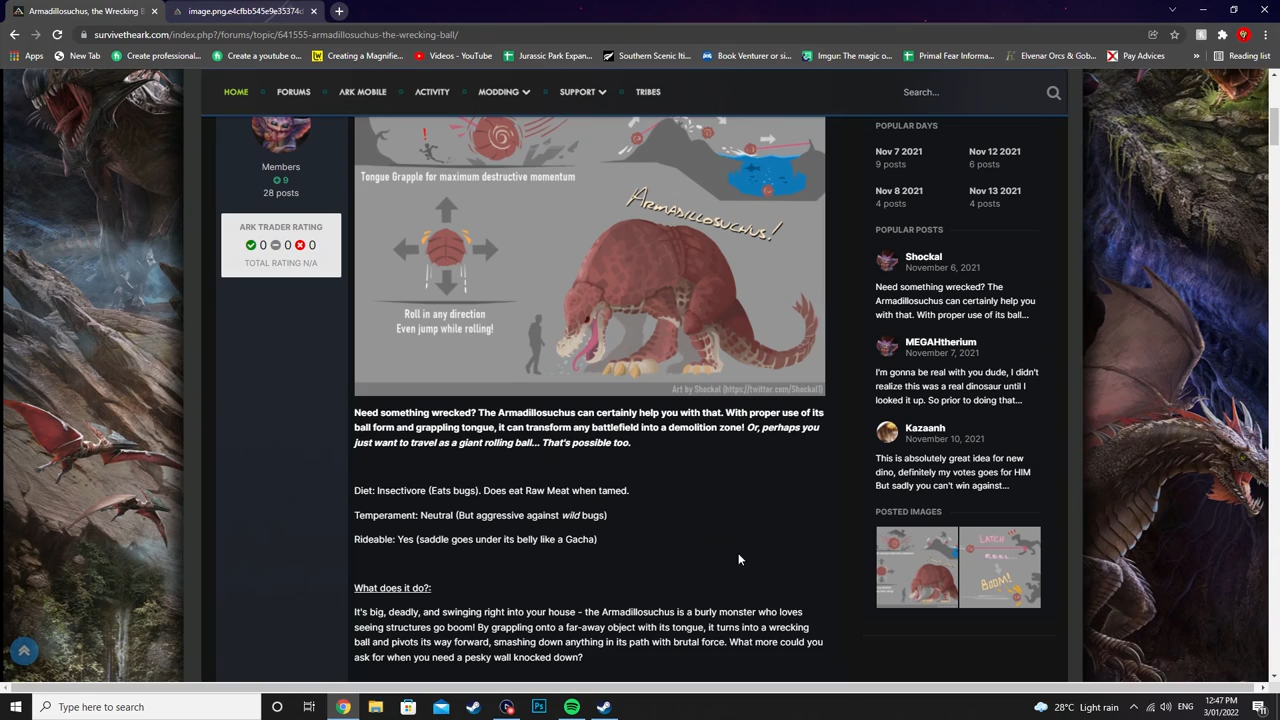 Armadillosuchus, the Wrecking B
image.png.e4cfbb545e9e35374d
survivetheark.com/index.php?/forums/topic/641555-armadillosuchus-the-wrecking-ball/
Apps
New Tab
Create professional...
Create a youtube o...
Creating a Magnifie...
Videos - YouTube
Jurassic Park Expan...
Southern Scenic Iti...
Book Venturer or si...
Imgur: The magic o...
Primal Fear Informa...
Elvenar Orcs & Gob...
Pay Advices
»
Reading list
HOME
FORUMS
ARK MOBILE
ACTIVITY
MODDING
SUPPORT
TRIBES
Search...
Members
9
28 posts
ARK TRADER RATING
0 0 0
TOTAL RATING N/A
Tongue Grapple for maximum destructive momentum
ARMADILLOSUCHUS!
Roll in any direction
Even jump while rolling!
Art by Shockal (https://twitter.com/Shockal1)
Need something wrecked? The Armadillosuchus can certainly help you with that. With proper use of its
ball form and grappling tongue, it can transform any battlefield into a demolition zone! Or, perhaps you
just want to travel as a giant rolling ball... That's possible too.
Diet: Insectivore (Eats bugs). Does eat Raw Meat when tamed.
Temperament: Neutral (But aggressive against wild bugs)
Rideable: Yes (saddle goes under its belly like a Gacha)
What does it do?:
It's big, deadly, and swinging right into your house - the Armadillosuchus is a burly monster who loves
seeing structures go boom! By grappling onto a far-away object with its tongue, it turns into a wrecking
ball and pivots its way forward, smashing down anything in its path with brutal force. What more could you
ask for when you need a pesky wall knocked down?
POPULAR DAYS
Nov 7 2021
9 posts
Nov 12 2021
6 posts
Nov 8 2021
4 posts
Nov 13 2021
4 posts
POPULAR POSTS
Shockal
November 6, 2021
Need something wrecked? The
Armadillosuchus can certainly help you
with that. With proper use of its ball...
MEGAHtherium
November 7, 2021
I'm gonna be real with you dude, I didn't
realize this was a real dinosaur until I
looked it up. So prior to doing that...
Kazaanh
November 10, 2021
This is absolutely great idea for new
dino, definitely my votes goes for HIM
But sadly you can't win against...
POSTED IMAGES
LATCH
REEL
BOOM!
Type here to search
28°C Light rain
ENG
12:47 PM
3/01/2022